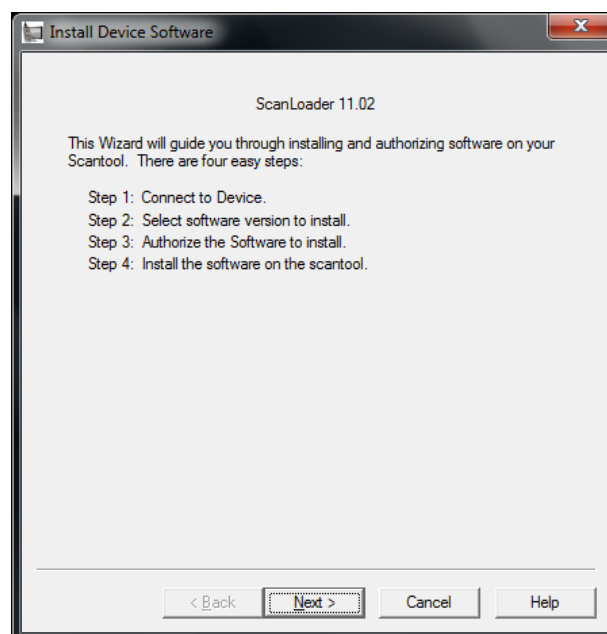 Install Device Software
ScanLoader 11.02
This Wizard will guide you through installing and authorizing software on your
Scantool. There are four easy steps:
Step 1: Connect to Device.
Step 2: Select software version to install.
Step 3: Authorize the Software to install.
Step 4: Install the software on the scantool.
< Back Next > Cancel Help